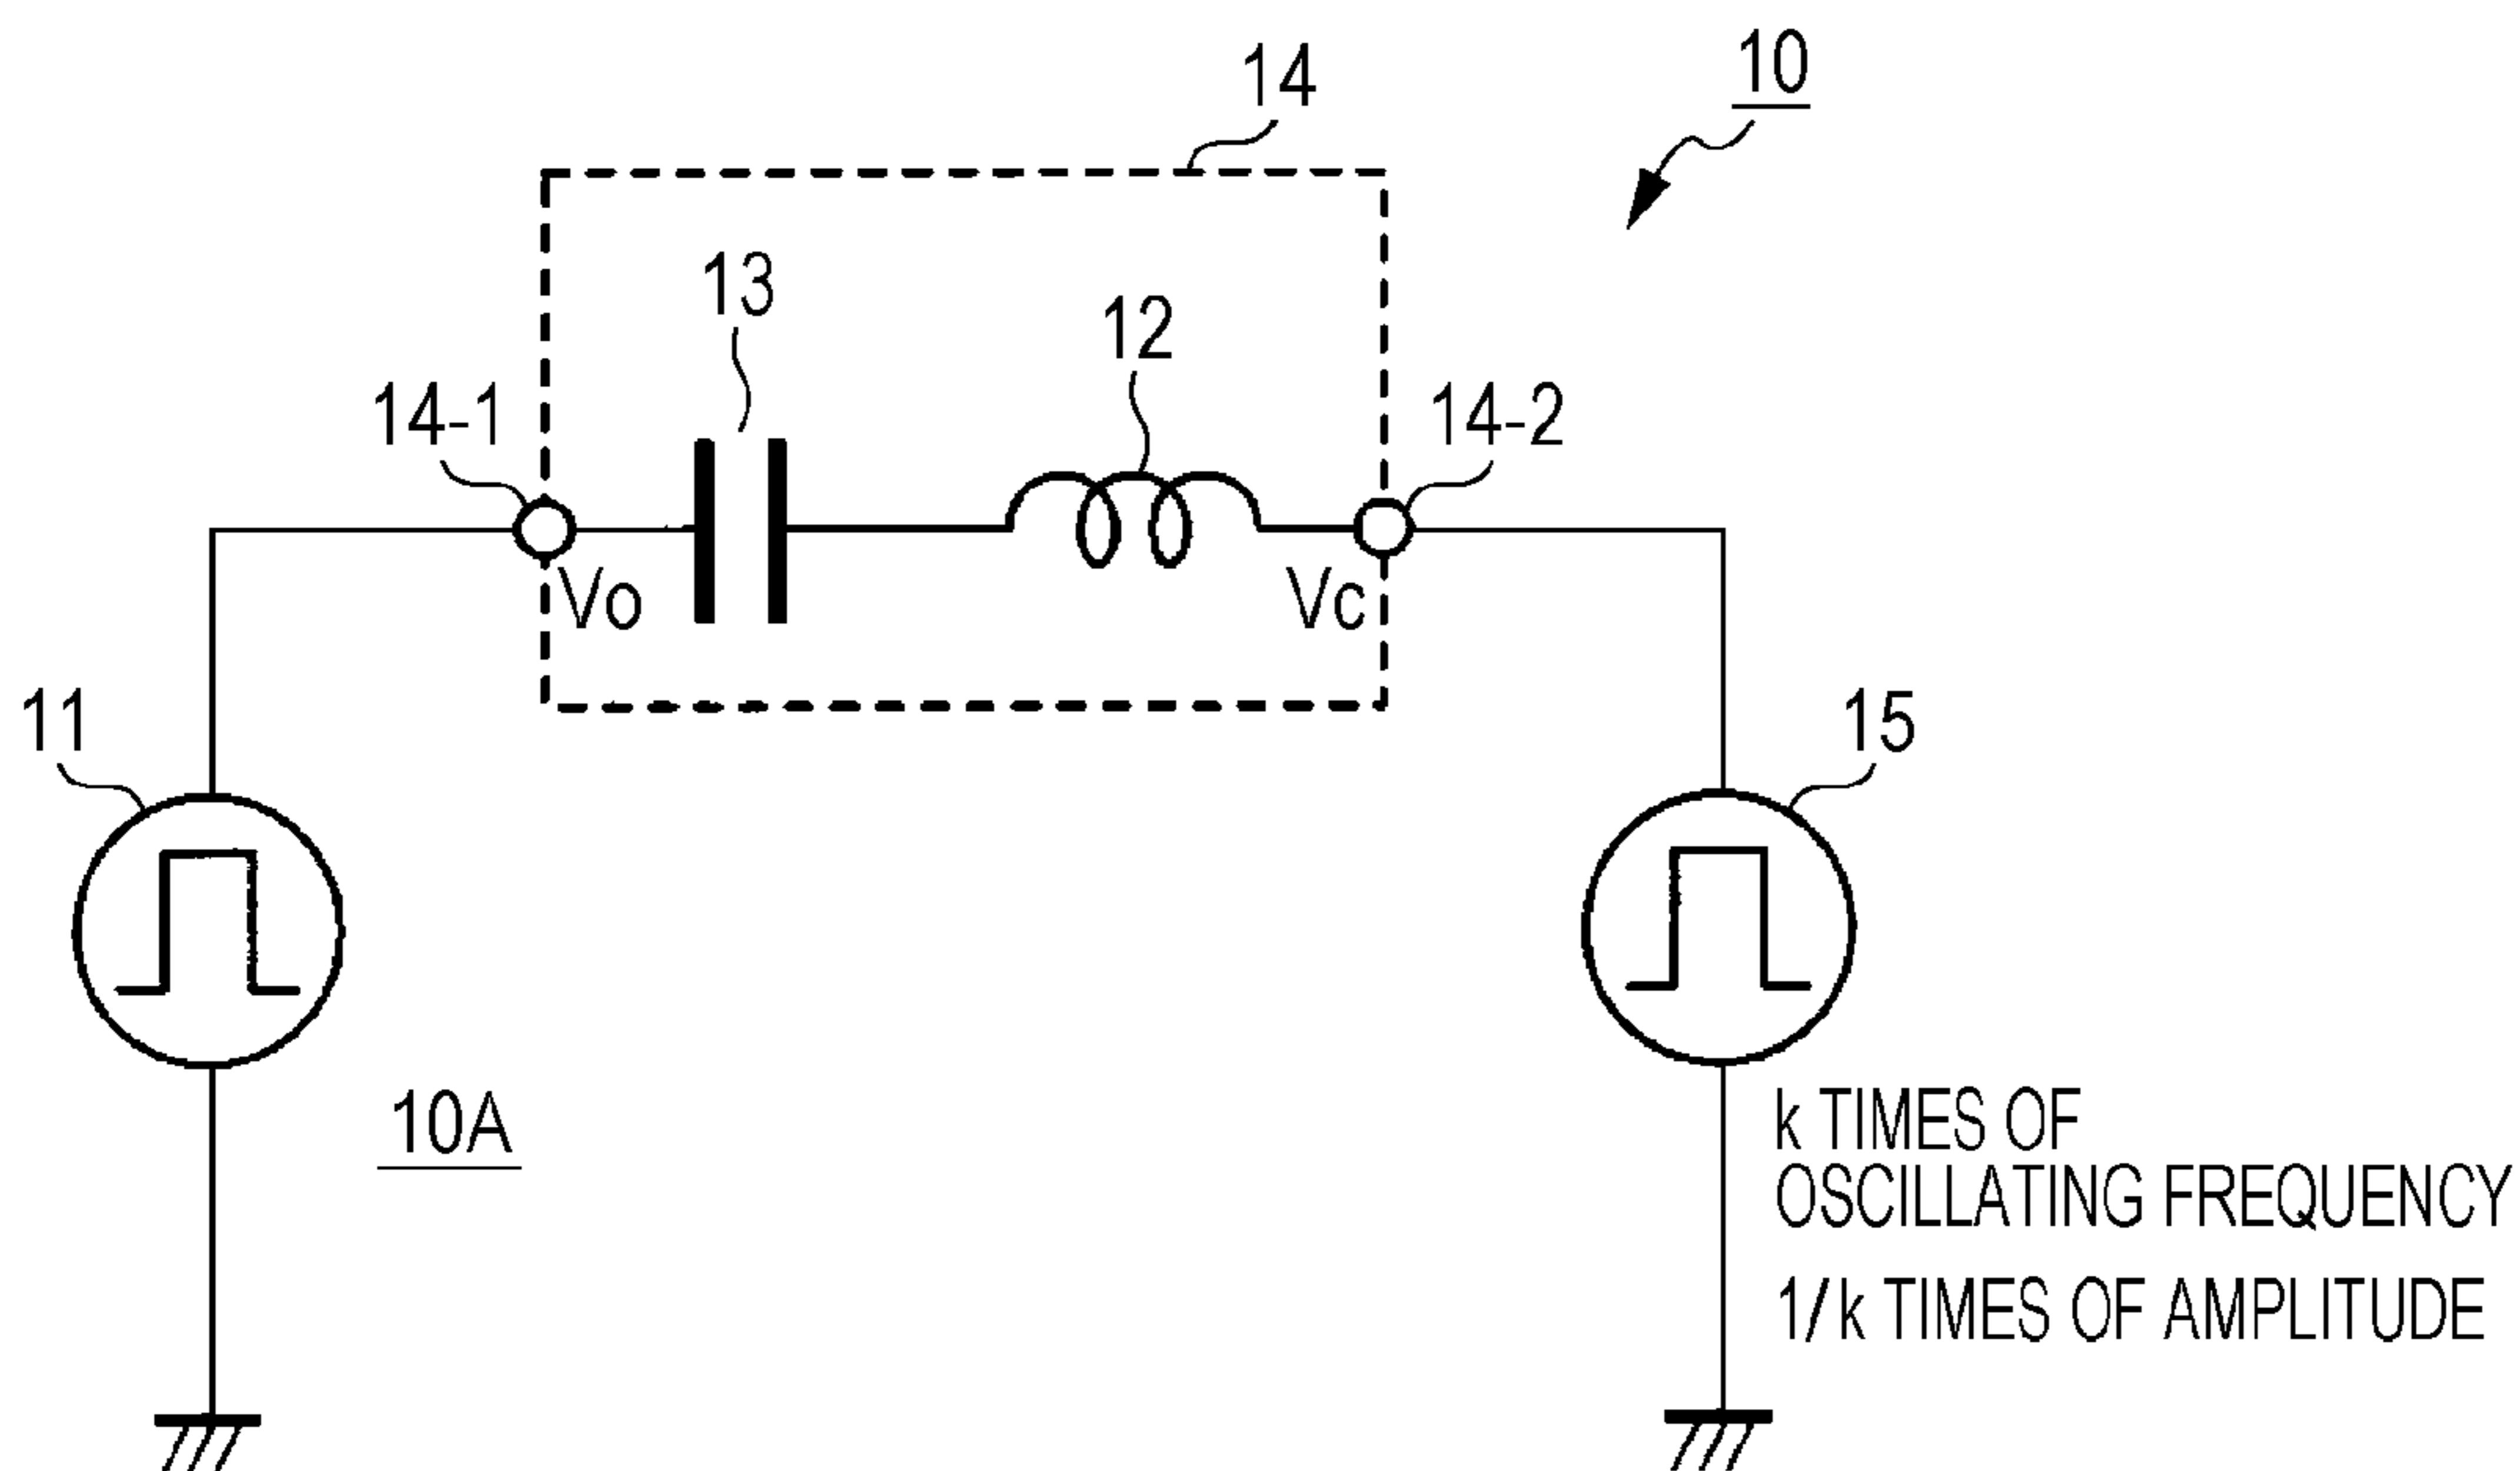 10
14
13
12
14-1
14-2
Vo
Vc
11
15
10A
k TIMES OF
OSCILLATING FREQUENCY
1/k TIMES OF AMPLITUDE